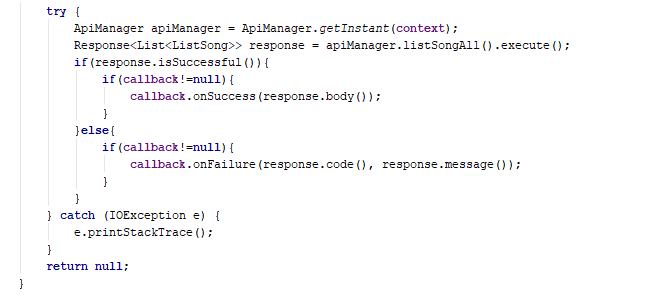 try {
ApiManager apiManager = ApiManager.getInstant(context);
Response<List<ListSong>> response = apiManager.listSongAll().execute();
if(response.isSuccessful()){
if(callback!=null){
callback.onSuccess(response.body());
}
}else{
if(callback!=null){
callback.onFailure(response.code(), response.message());
}
}
} catch (IOException e) {
e.printStackTrace();
}
return null;
}